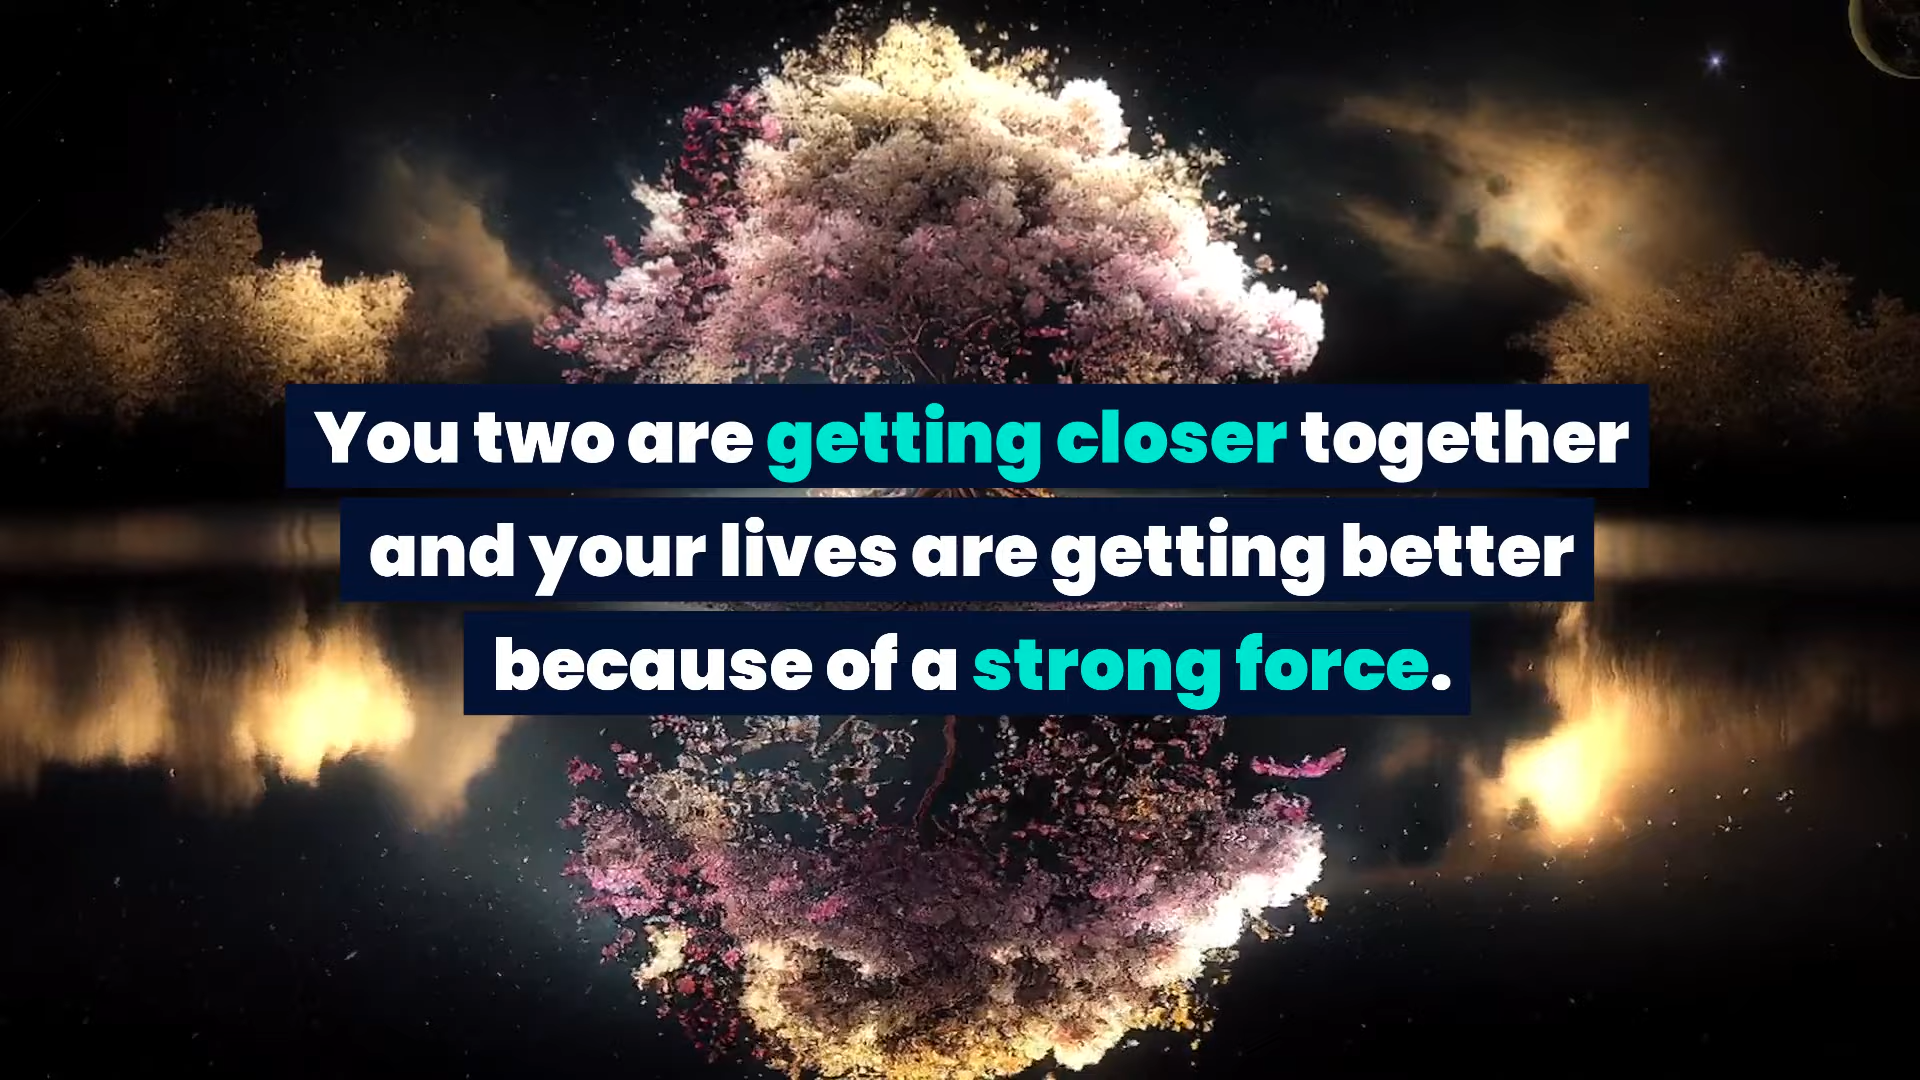 You two are getting closer together
and your lives are getting better
because of a strong force.